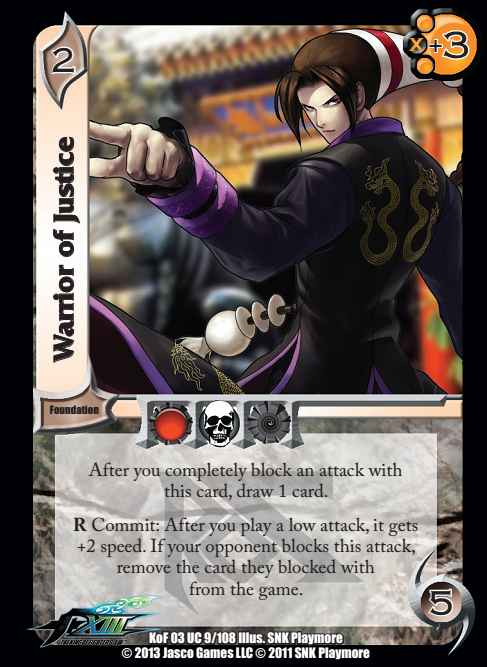 2
X +3
Warrior of Justice
Foundation
After you completely block an attack with
this card, draw 1 card.
R Commit: After you play a low attack, it gets
+2 speed. If your opponent blocks this attack,
remove the card they blocked with
from the game.
5
XIII
KoF 03 UC 9/108 Illus. SNK Playmore
© 2013 Jasco Games LLC © 2011 SNK Playmore